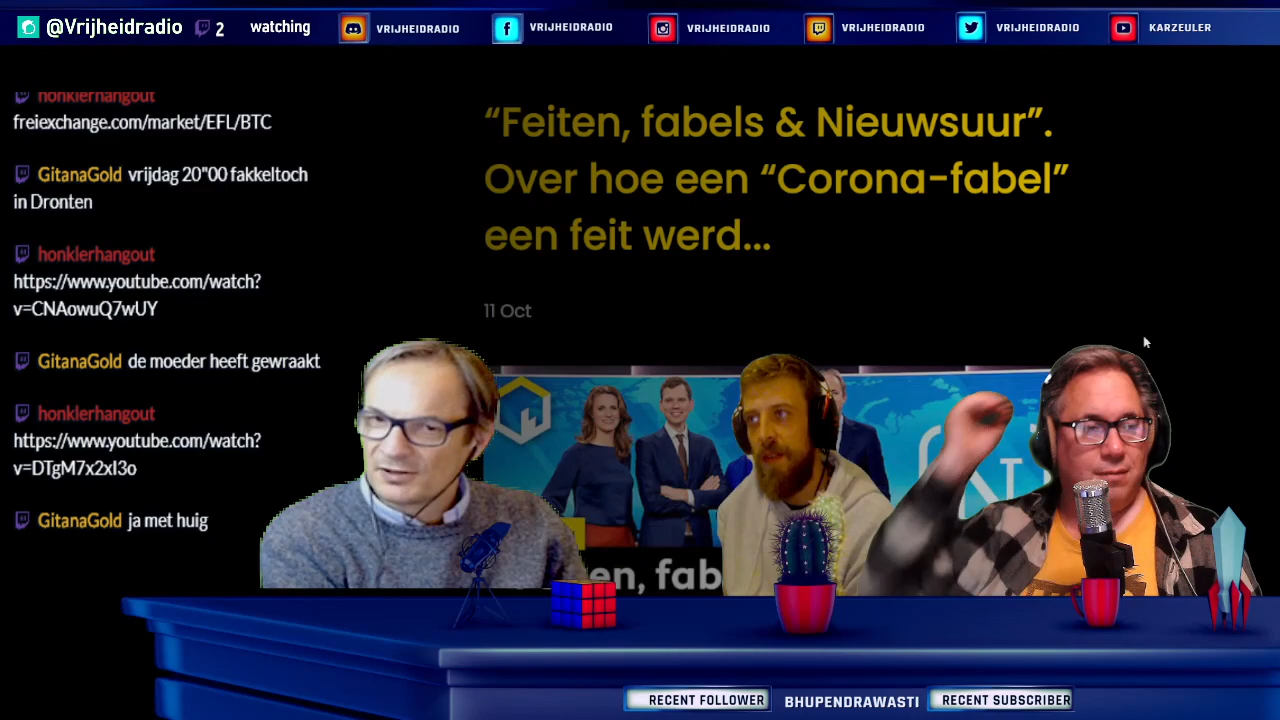 @Vrijheidradio 2 watching VRIJHEIDRADIO VRIJHEIDRADIO VRIJHEIDRADIO VRIJHEIDRADIO VRIJHEIDRADIO KARZEULER
honklerhangout
freiexchange.com/market/EFL/BTC
GitanaGold vrijdag 20"00 fakkeltoch
in Dronten
honklerhangout
https://www.youtube.com/watch?
v=CNAowuQ7wUY
GitanaGold de moeder heeft gewraakt
honklerhangout
https://www.youtube.com/watch?
v=DTgM7x2xI3o
GitanaGold ja met huig
“Feiten, fabels & Nieuwsuur”.
Over hoe een “Corona-fabel”
een feit werd...
11 Oct
RECENT FOLLOWER BHUPENDRAWASTI RECENT SUBSCRIBER